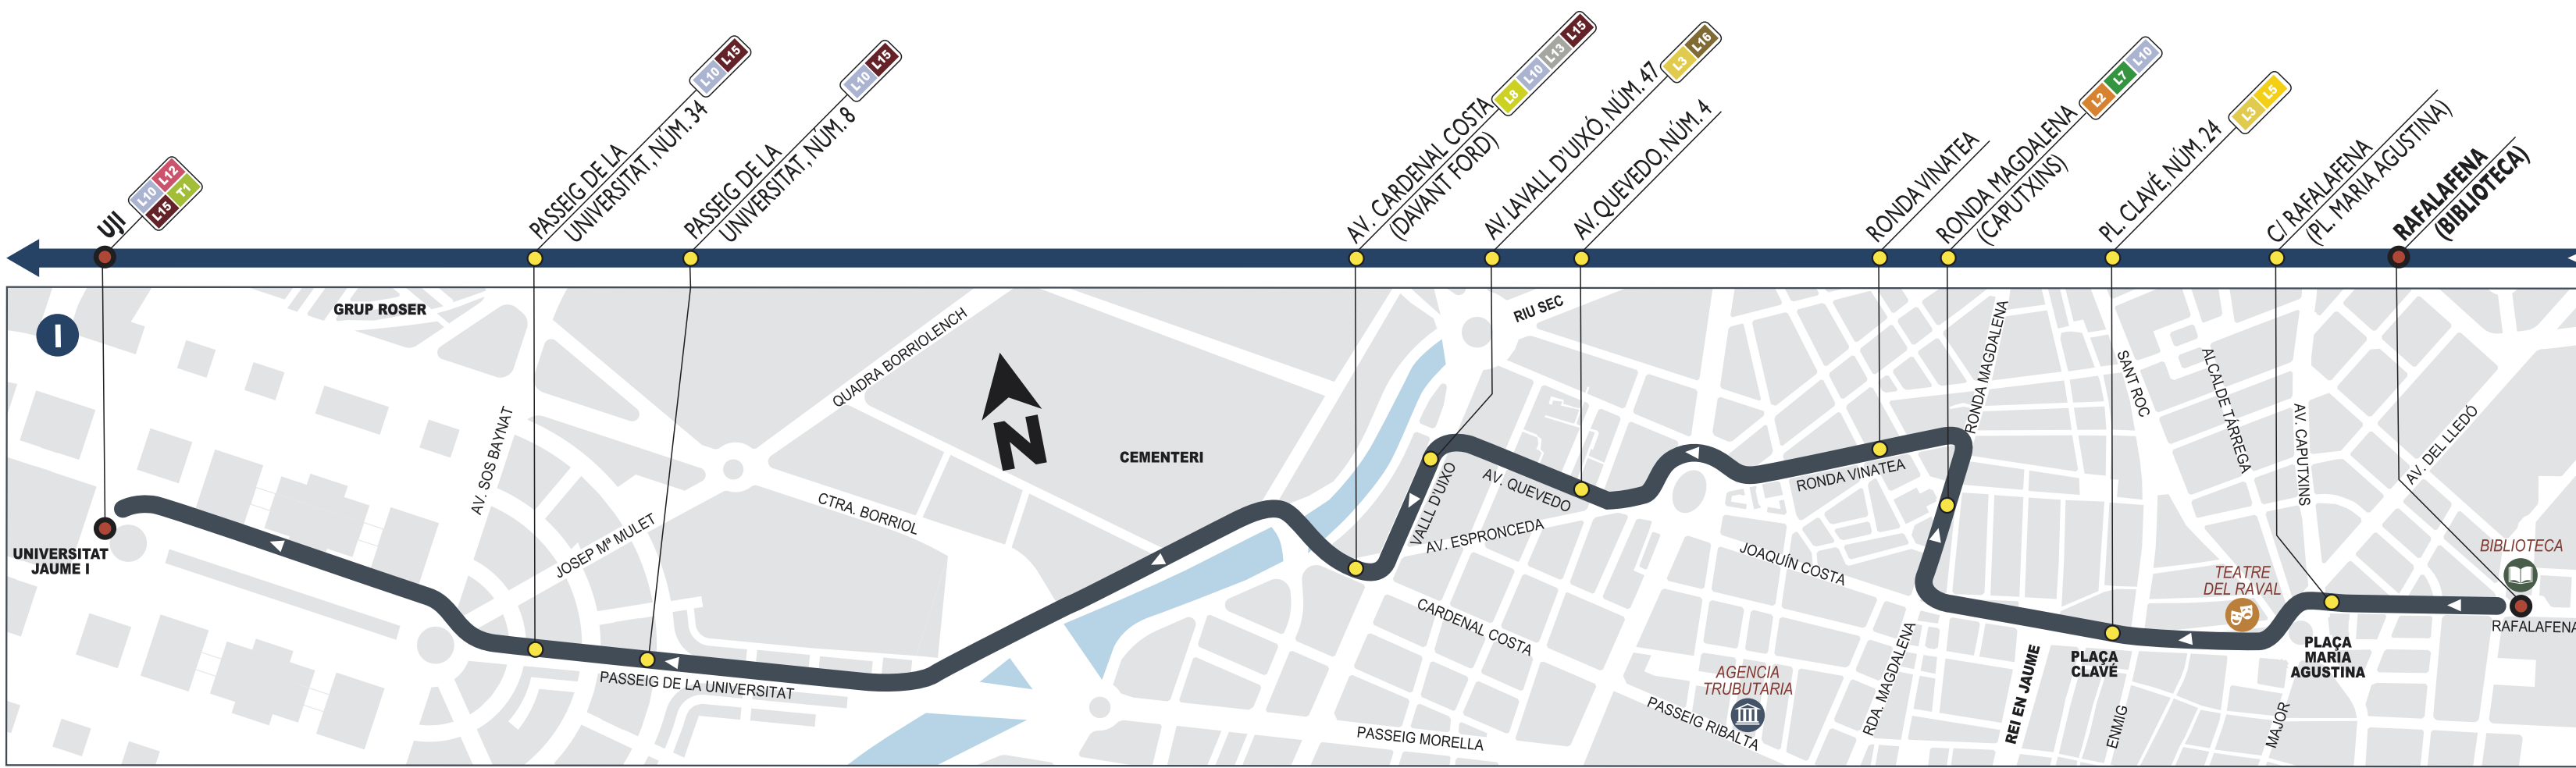 UJI
L10 L12
L15 T1
PASSEIG DE LA
UNIVERSITAT, NÚM. 34
L10 L15
PASSEIG DE LA
UNIVERSITAT, NÚM. 8
L10 L15
AV. CARDENAL COSTA
(DAVANT FORD)
L8 L10 L13 L15
AV. LAVALL D'UIXÓ, NÚM. 47
L3 L16
AV. QUEVEDO, NÚM. 4
RONDA VINATEA
RONDA MAGDALENA
(CAPUTXINS)
L2 L7 L10
PL. CLAVÉ, NÚM. 24
L3 L5
C/ RAFALAFENA
(PL. MARIA AGUSTINA)
RAFALAFENA
(BIBLIOTECA)
I
GRUP ROSER
RIU SEC
QUADRA BORRIOLENCH
N
CEMENTERI
AV. SOS BAYNAT
JOSEP Mª MULET
CTRA. BORRIOL
UNIVERSITAT
JAUME I
PASSEIG DE LA UNIVERSITAT
VALLL D'UIXO
AV. QUEVEDO
AV. ESPRONCEDA
CARDENAL COSTA
PASSEIG MORELLA
PASSEIG RIBALTA
AGENCIA
TRUBUTARIA
JOAQUÍN COSTA
RONDA VINATEA
RONDA MAGDALENA
RDA. MAGDALENA
REI EN JAUME
SANT ROC
PLAÇA
CLAVÉ
ENMIG
ALCALDE TÁRREGA
AV. CAPUTXINS
TEATRE
DEL RAVAL
MAJOR
PLAÇA
MARÍA
AGUSTINA
AV. DEL LLEDÓ
BIBLIOTECA
RAFALAFENA